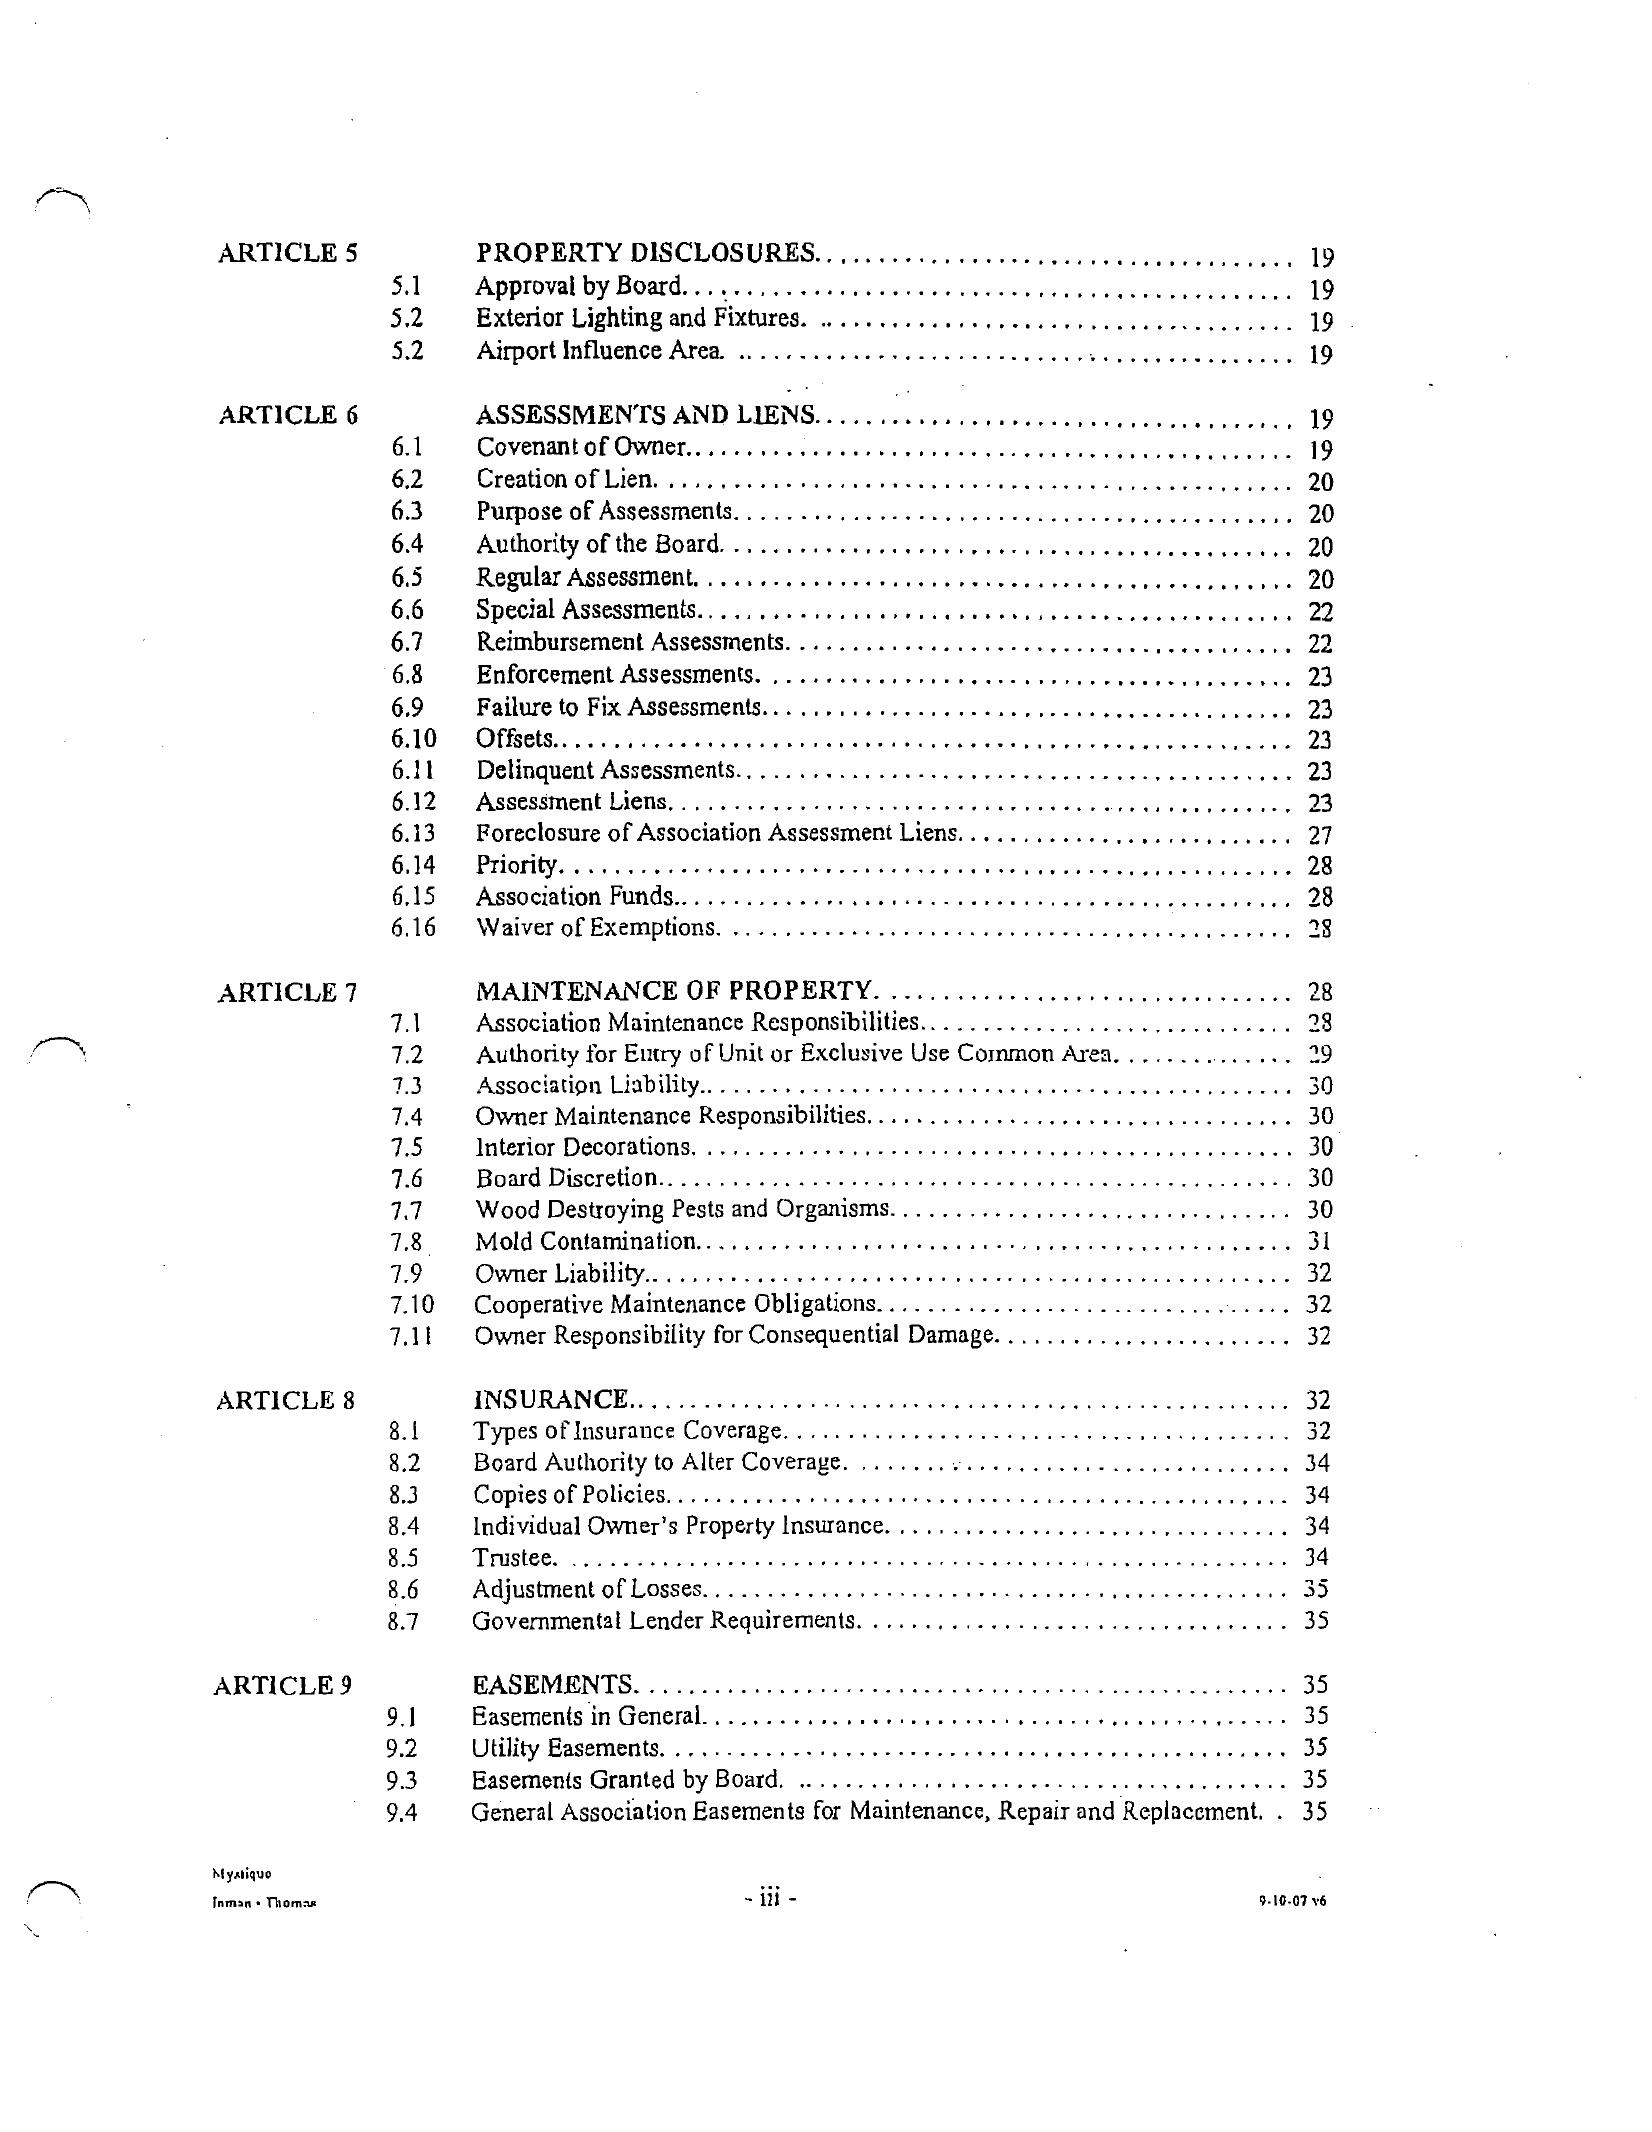 ARTICLE 5 PROPERTY DISCLOSURES. 19
5.1 Approval by Board. 19
5.2 Exterior Lighting and Fixtures. 19
5.2 Airport Influence Area. 19
ARTICLE 6 ASSESSMENTS AND LIENS. 19
6.1 Covenant of Owner. 19
6.2 Creation of Lien. 20
6.3 Purpose of Assessments. 20
6.4 Authority of the Board. 20
6.5 Regular Assessment. 20
6.6 Special Assessments. 22
6.7 Reimbursement Assessments. 22
6.8 Enforcement Assessments. 23
6.9 Failure to Fix Assessments. 23
6.10 Offsets. 23
6.11 Delinquent Assessments. 23
6.12 Assessment Liens. 23
6.13 Foreclosure of Association Assessment Liens. 27
6.14 Priority. 28
6.15 Association Funds. 28
6.16 Waiver of Exemptions. 28
ARTICLE 7 MAINTENANCE OF PROPERTY. 28
7.1 Association Maintenance Responsibilities. 28
7.2 Authority for Entry of Unit or Exclusive Use Common Area. 29
7.3 Association Liability. 30
7.4 Owner Maintenance Responsibilities. 30
7.5 Interior Decorations. 30
7.6 Board Discretion. 30
7.7 Wood Destroying Pests and Organisms. 30
7.8 Mold Contamination. 31
7.9 Owner Liability. 32
7.10 Cooperative Maintenance Obligations. 32
7.11 Owner Responsibility for Consequential Damage. 32
ARTICLE 8 INSURANCE. 32
8.1 Types of Insurance Coverage. 32
8.2 Board Authority to Alter Coverage. 34
8.3 Copies of Policies. 34
8.4 Individual Owner's Property Insurance. 34
8.5 Trustee. 34
8.6 Adjustment of Losses. 35
8.7 Governmental Lender Requirements. 35
ARTICLE 9 EASEMENTS. 35
9.1 Easements in General. 35
9.2 Utility Easements. 35
9.3 Easements Granted by Board. 35
9.4 General Association Easements for Maintenance, Repair and Replacement. 35
Mystique
Inman • Thomas - iii - 9-10-07 v6